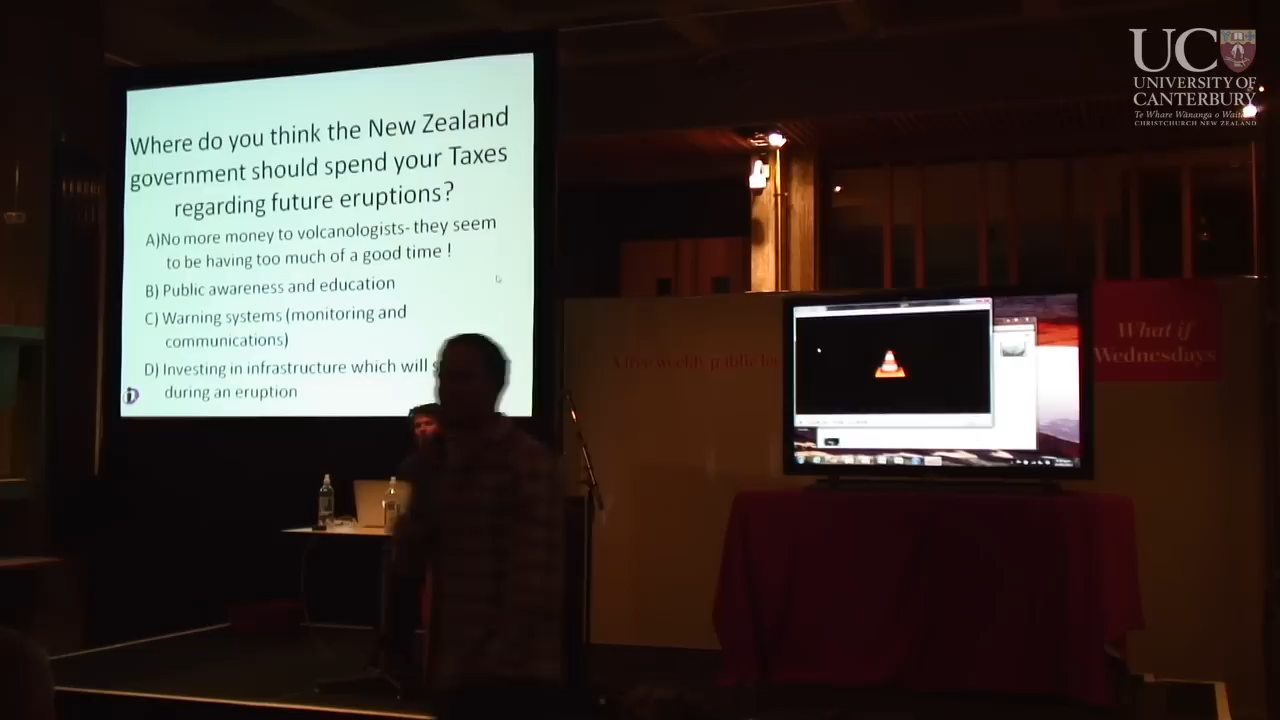 Where do you think the New Zealand
government should spend your Taxes
regarding future eruptions?
A)No more money to volcanologists- they seem
to be having too much of a good time !
B) Public awareness and education
C) Warning systems (monitoring and
communications)
D) Investing in infrastructure which will
during an eruption
UC
UNIVERSITY OF
CANTERBURY
Te Whare Wānanga o Waitaha
CHRISTCHURCH NEW ZEALAND
What if
Wednesdays
A free weekly public